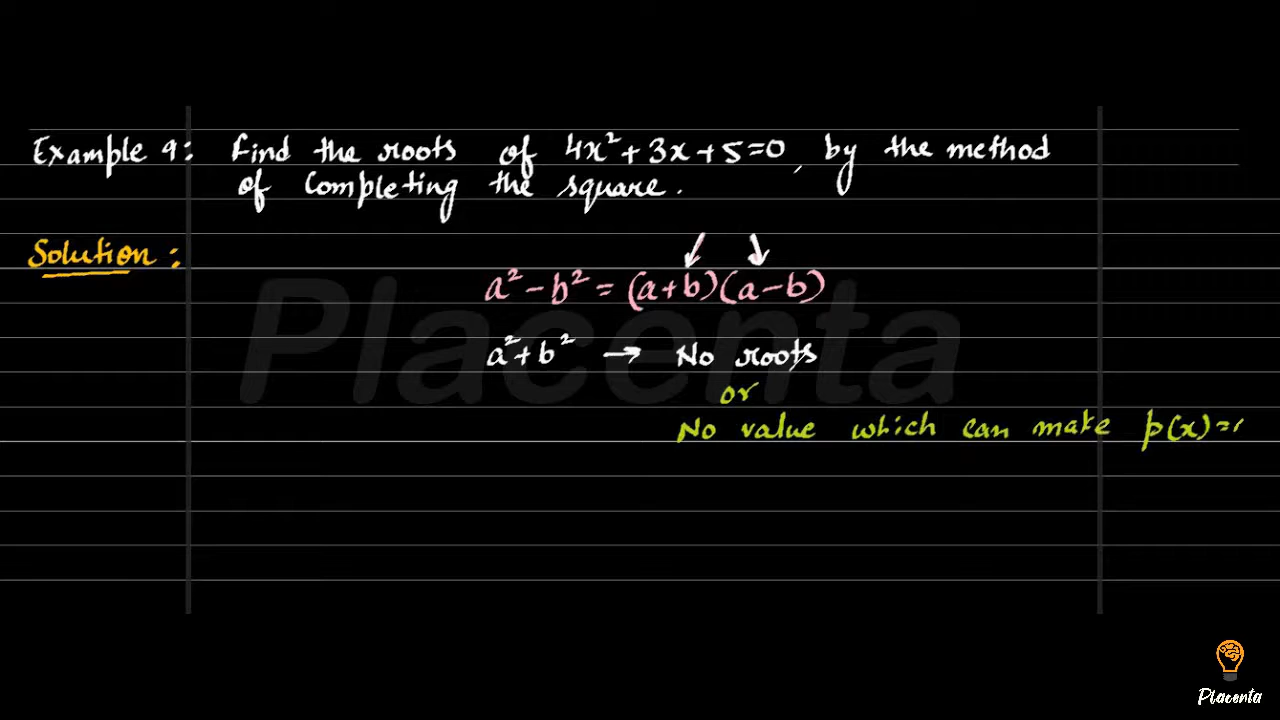 Example 9: Find the roots of 4x²+3x+5=0, by the method
of Completing the square.
Solution:
a²-b²=(a+b)(a-b)
a²+b² → No roots
or
No value which can make p(x)=
Placenta
Placenta